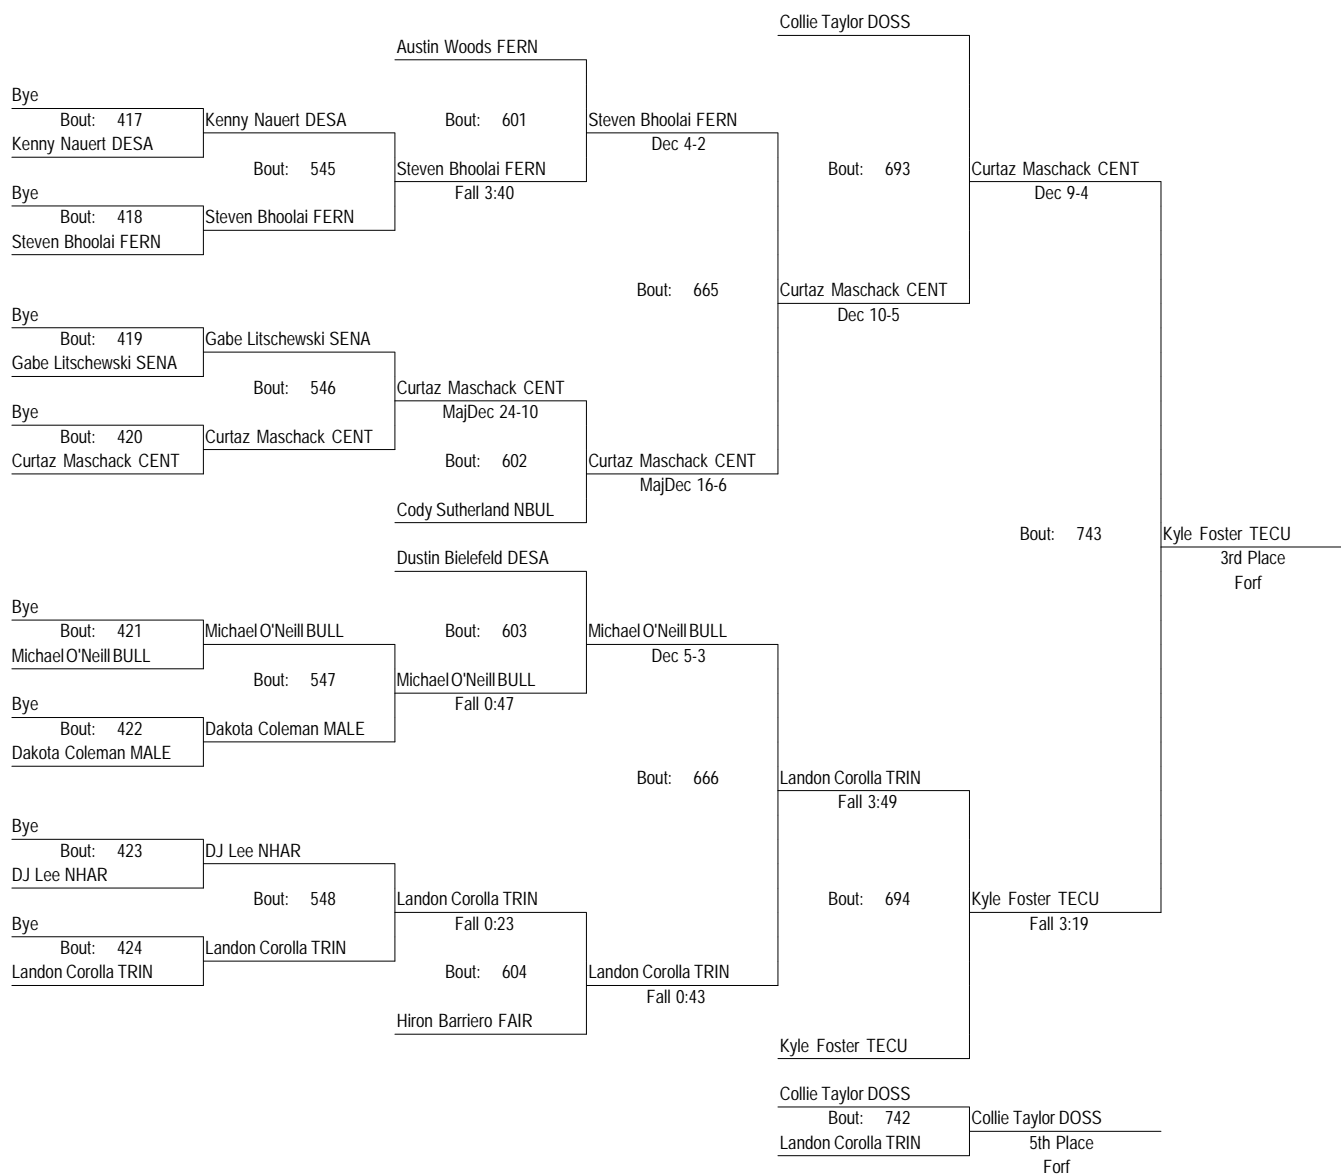 Collie Taylor DOSS
Austin Woods FERN
Bye
Bout: 417
Kenny Nauert DESA
Kenny Nauert DESA
Bout: 601
Steven Bhoolai FERN
Dec 4-2
Bout: 545
Steven Bhoolai FERN
Fall 3:40
Bout: 693
Curtaz Maschack CENT
Dec 9-4
Bye
Bout: 418
Steven Bhoolai FERN
Steven Bhoolai FERN
Bout: 665
Curtaz Maschack CENT
Dec 10-5
Bye
Bout: 419
Gabe Litschewski SENA
Gabe Litschewski SENA
Bout: 546
Curtaz Maschack CENT
MajDec 24-10
Bye
Bout: 420
Curtaz Maschack CENT
Curtaz Maschack CENT
Bout: 602
Curtaz Maschack CENT
MajDec 16-6
Cody Sutherland NBUL
Bout: 743
Kyle Foster TECU
3rd Place
Forf
Dustin Bielefeld DESA
Bye
Bout: 421
Michael O'Neill BULL
Michael O'Neill BULL
Bout: 603
Michael O'Neill BULL
Dec 5-3
Bout: 547
Michael O'Neill BULL
Fall 0:47
Bye
Bout: 422
Dakota Coleman MALE
Dakota Coleman MALE
Bout: 666
Landon Corolla TRIN
Fall 3:49
Bye
Bout: 423
DJ Lee NHAR
DJ Lee NHAR
Bout: 548
Landon Corolla TRIN
Fall 0:23
Bout: 694
Kyle Foster TECU
Fall 3:19
Bye
Bout: 424
Landon Corolla TRIN
Landon Corolla TRIN
Bout: 604
Landon Corolla TRIN
Fall 0:43
Hiron Barriero FAIR
Kyle Foster TECU
Collie Taylor DOSS
Bout: 742
Landon Corolla TRIN
Collie Taylor DOSS
5th Place
Forf